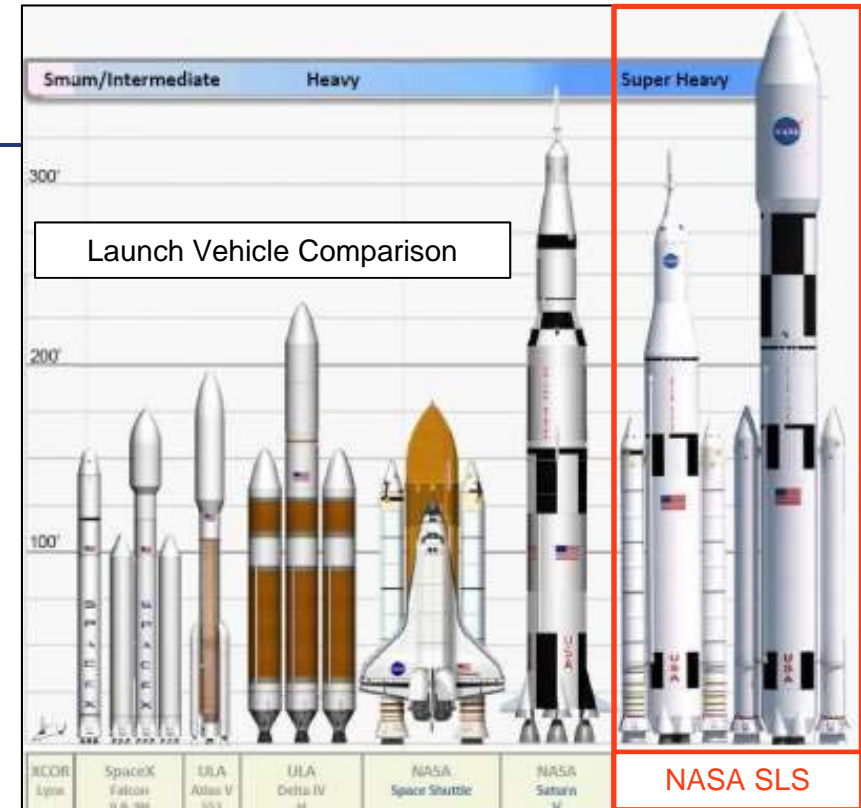 Smum/Intermediate Heavy Super Heavy
NASA
300'
Launch Vehicle Comparison
200'
100'
USA
USA
USA
SPACEX
SPACEX
XCOR SpaceX ULA ULA NASA NASA
Lynx Falcon Atlas V Delta IV Space Shuttle Saturn
H V
NASA SLS